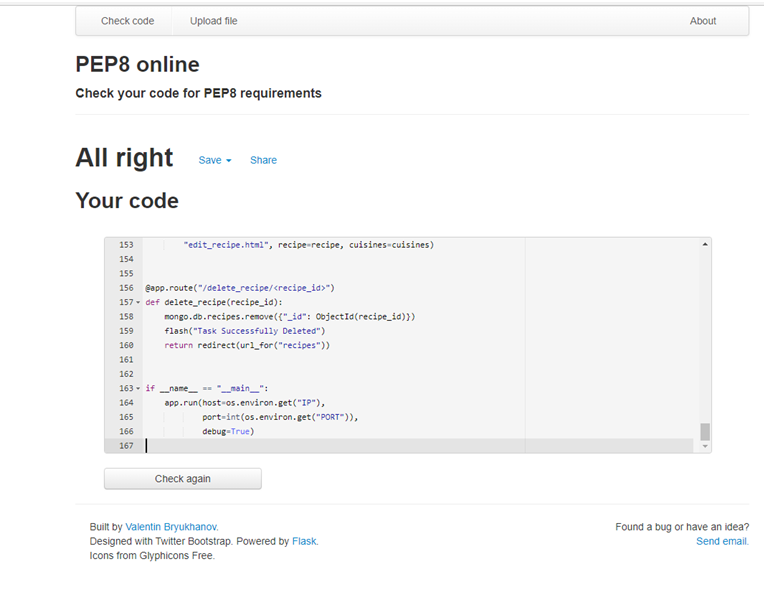 Check code Upload file About
PEP8 online
Check your code for PEP8 requirements
All right Save Share
Your code
153 "edit_recipe.html", recipe=recipe, cuisines=cuisines)
154
155
156 @app.route("/delete_recipe/<recipe_id>")
157 def delete_recipe(recipe_id):
158 mongo.db.recipes.remove({"_id": ObjectId(recipe_id)})
159 flash("Task Successfully Deleted")
160 return redirect(url_for("recipes"))
161
162
163 if __name__ == "__main__":
164 app.run(host=os.environ.get("IP"),
165 port=int(os.environ.get("PORT")),
166 debug=True)
167
Check again
Built by Valentin Bryukhanov. Found a bug or have an idea?
Designed with Twitter Bootstrap. Powered by Flask. Send email.
Icons from Glyphicons Free.